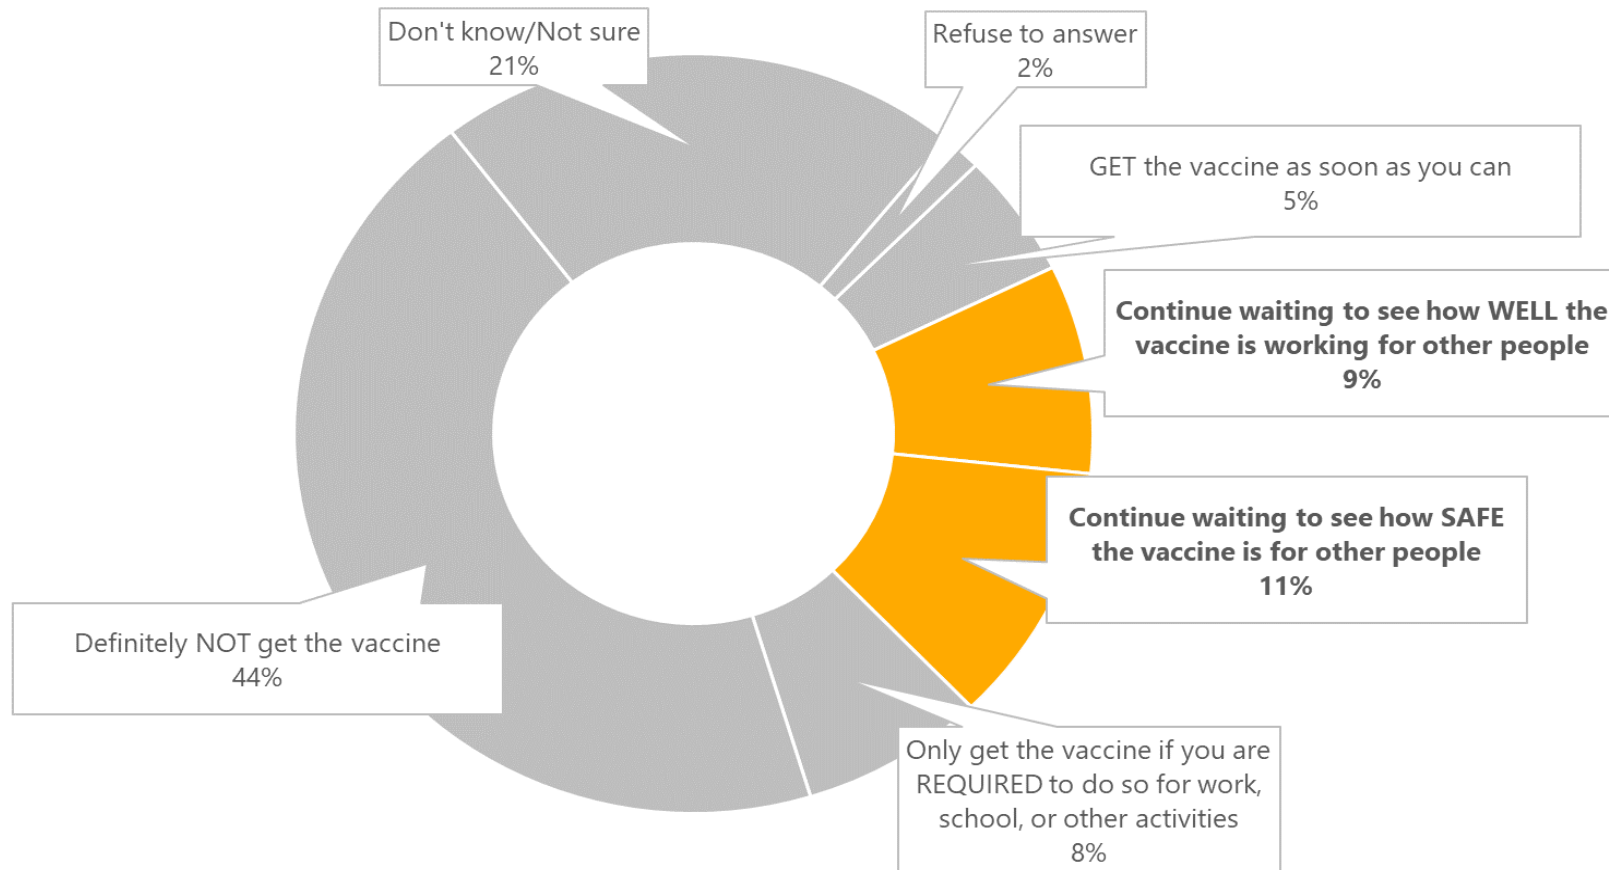 Don't know/Not sure
21%
Refuse to answer
2%
GET the vaccine as soon as you can
5%
Continue waiting to see how WELL the
vaccine is working for other people
9%
Continue waiting to see how SAFE
the vaccine is for other people
11%
Only get the vaccine if you are
REQUIRED to do so for work,
school, or other activities
8%
Definitely NOT get the vaccine
44%